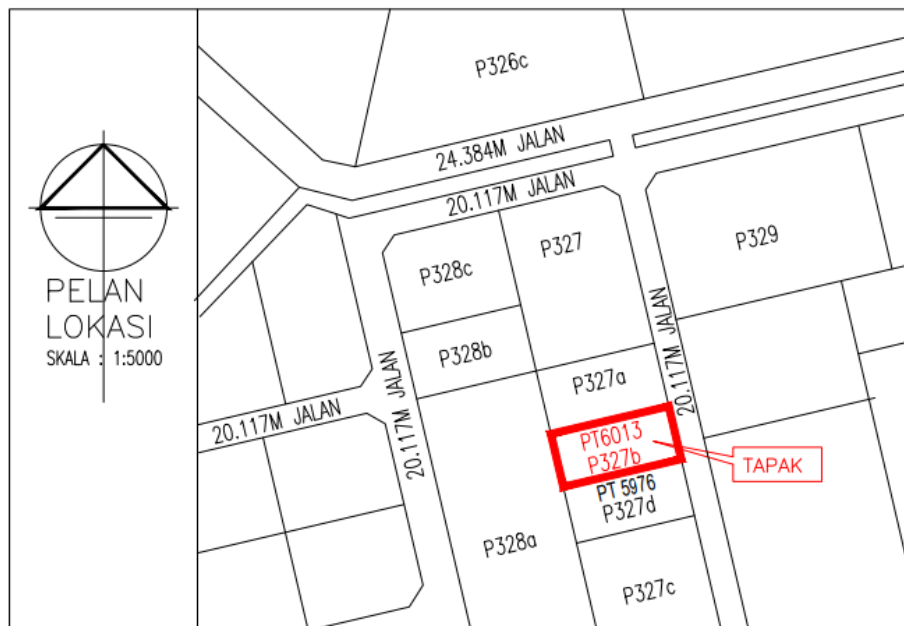 PELAN
LOKASI
SKALA : 1:5000
P326c
24.384M JALAN
20.117M JALAN
P327
P329
P328c
P328b
20.117M JALAN
20.117M JALAN
P327a
20.117M JALAN
PT6013
P327b
TAPAK
PT 5976
P327d
P328a
P327c